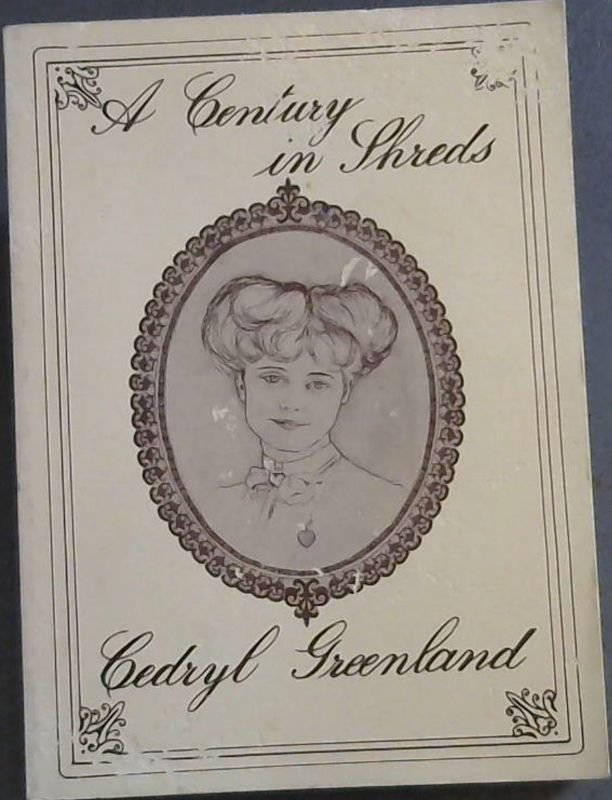 A Century
in Shreds
Cedryl Greenland